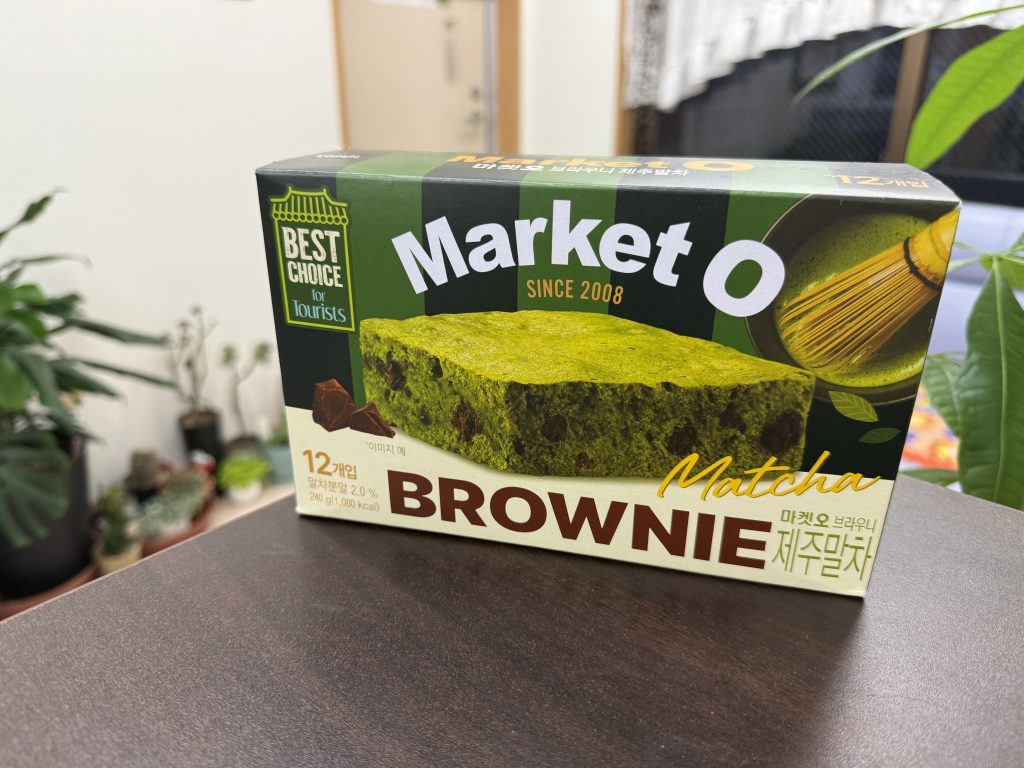 Market O
마켓오 브라우니 제주말차
12개입
BEST
CHOICE
for
Tourists
Market O
SINCE 2008
*이미지 예
12개입
말차분말 2.0 %
240 g(1,080 kcal)
Matcha
BROWNIE
마켓오 브라우니
제주말차